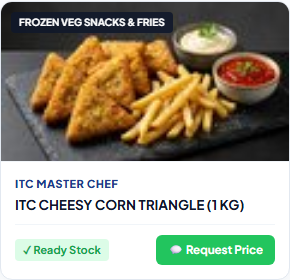 FROZEN VEG SNACKS & FRIES
ITC MASTER CHEF
ITC CHEESY CORN TRIANGLE (1 KG)
✓ Ready Stock
Request Price